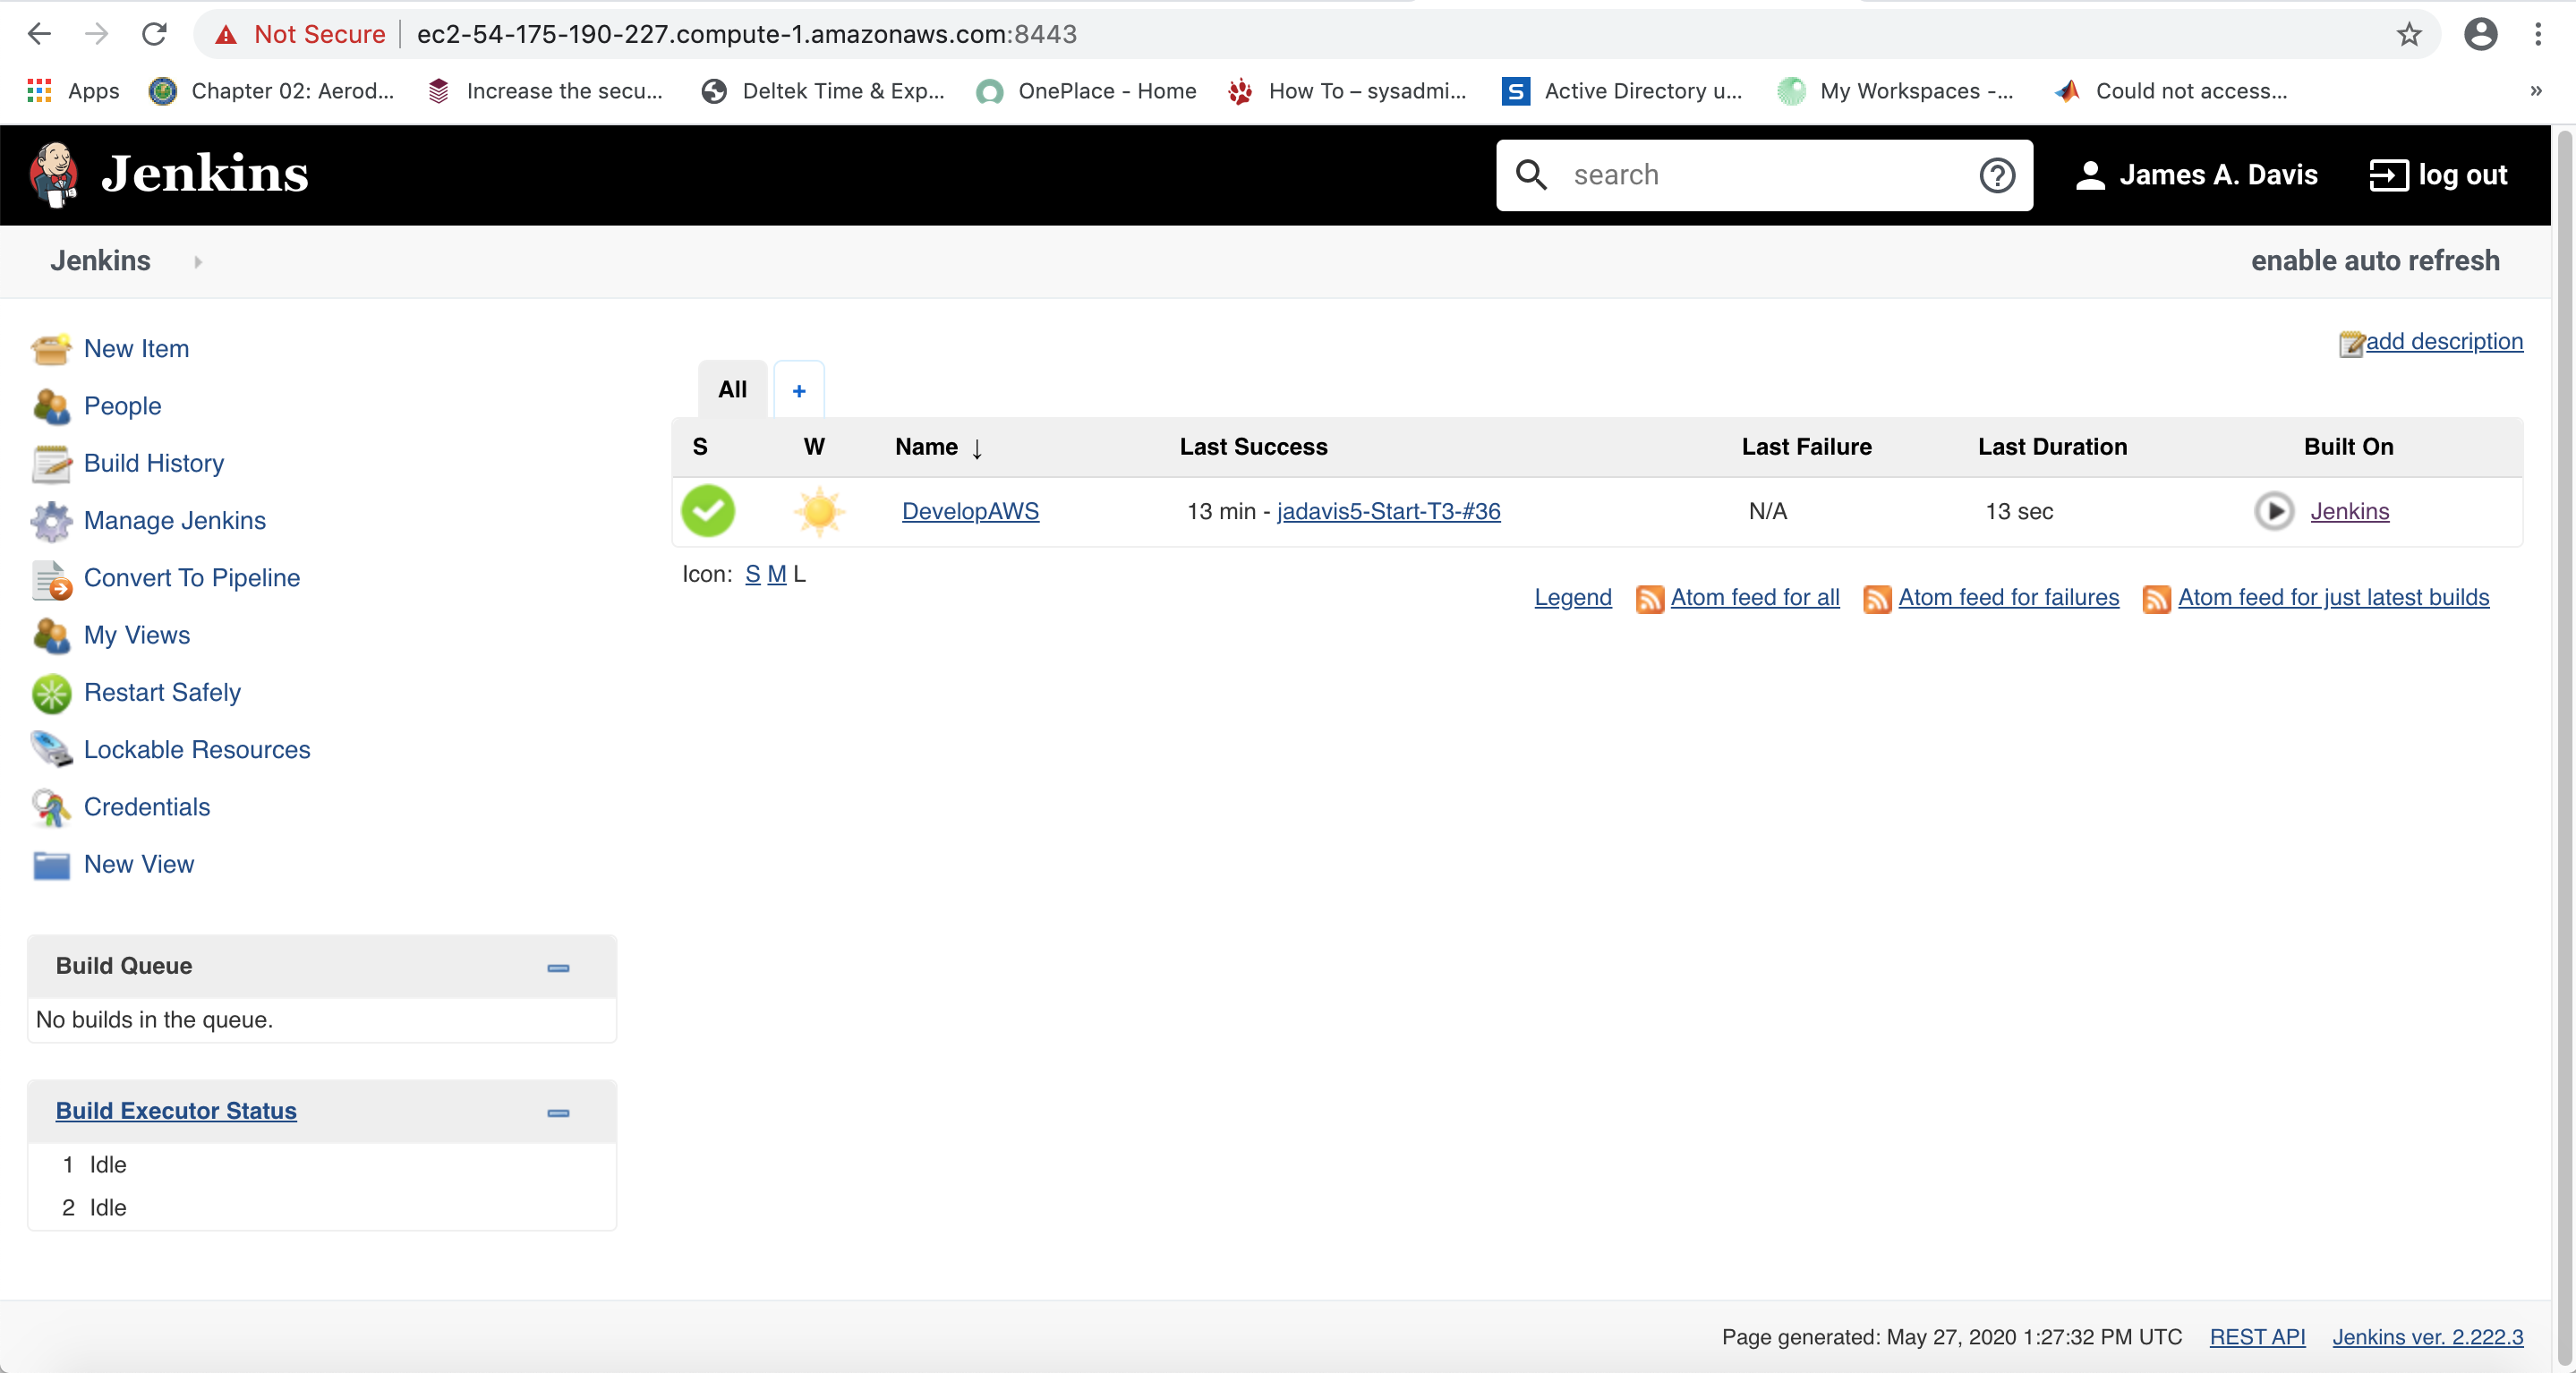 Not Secure | ec2-54-175-190-227.compute-1.amazonaws.com:8443
Apps Chapter 02: Aerod... Increase the secu... Deltek Time & Exp... OnePlace - Home How To – sysadmi... S Active Directory u... My Workspaces -... Could not access... »
Jenkins search ? James A. Davis log out
Jenkins enable auto refresh
add description
New Item
People
Build History
Manage Jenkins
Convert To Pipeline
My Views
Restart Safely
Lockable Resources
Credentials
New View
All +
S W Name ↓ Last Success Last Failure Last Duration Built On
DevelopAWS 13 min - jadavis5-Start-T3-#36 N/A 13 sec Jenkins
Icon: S M L
Legend Atom feed for all Atom feed for failures Atom feed for just latest builds
Build Queue
No builds in the queue.
Build Executor Status
1 Idle
2 Idle
Page generated: May 27, 2020 1:27:32 PM UTC REST API Jenkins ver. 2.222.3